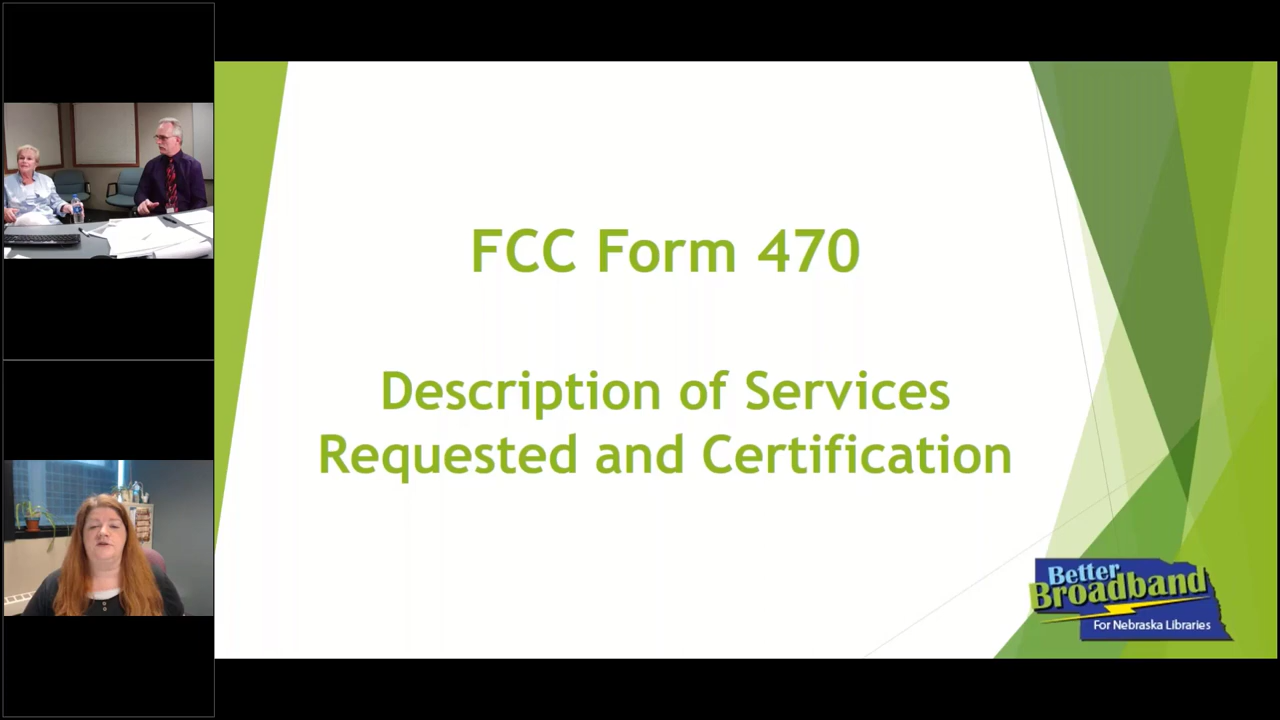 FCC Form 470
Description of Services
Requested and Certification
Better
Broadband
For Nebraska Libraries